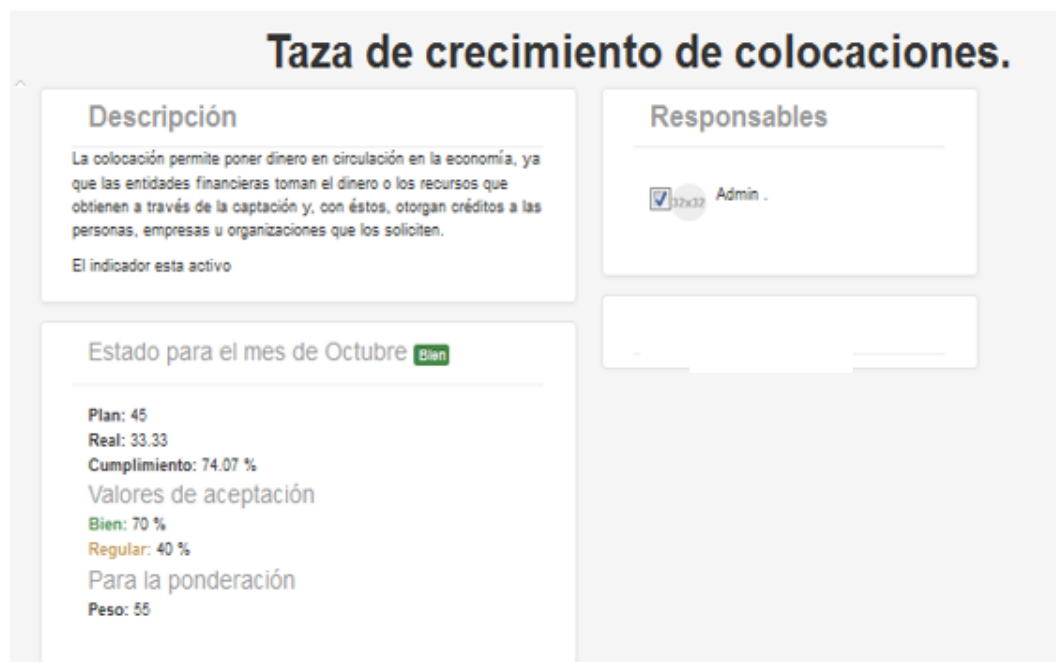 Taza de crecimiento de colocaciones.
Descripción
La colocación permite poner dinero en circulación en la economía, ya
que las entidades financieras toman el dinero o los recursos que
obtienen a través de la captación y, con éstos, otorgan créditos a las
personas, empresas u organizaciones que los soliciten.
El indicador esta activo
Responsables
32x32 Admin .
Estado para el mes de Octubre Bien
Plan: 45
Real: 33.33
Cumplimiento: 74.07 %
Valores de aceptación
Bien: 70 %
Regular: 40 %
Para la ponderación
Peso: 55